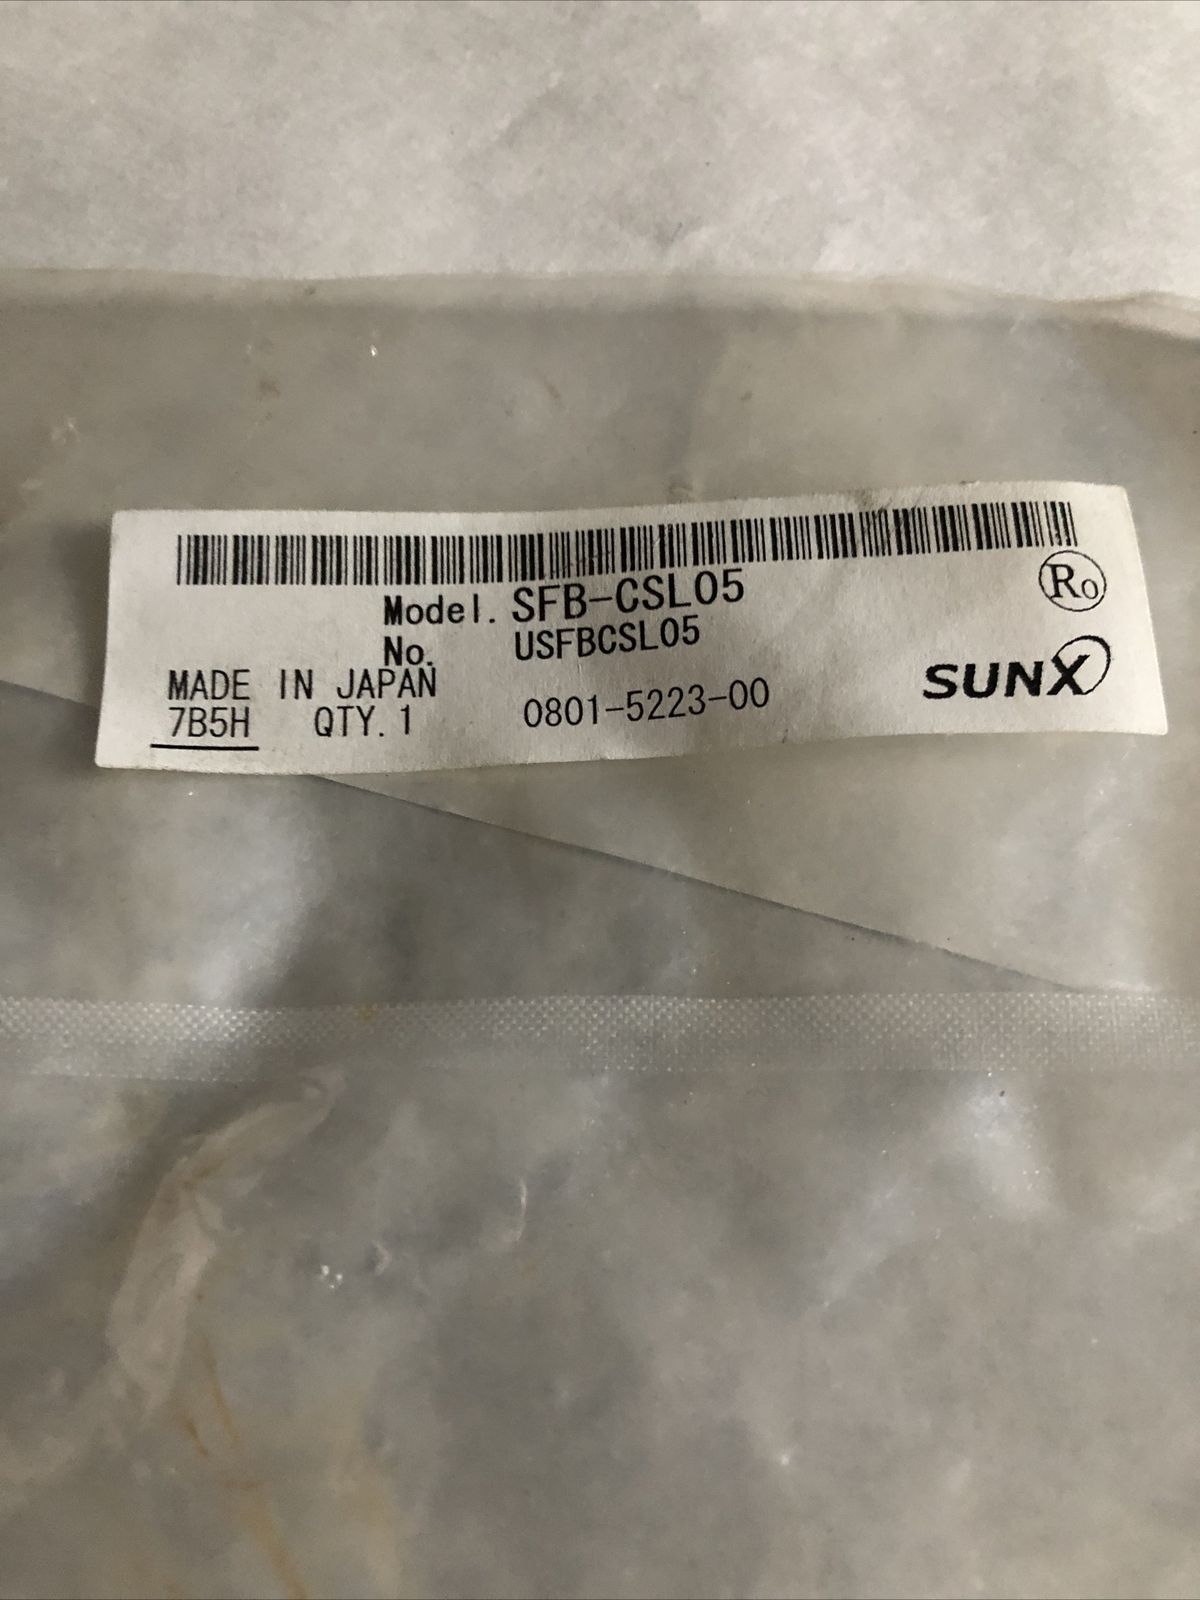 Model. SFB-CSL05
No. USFBCSL05
MADE IN JAPAN
7B5H QTY. 1 0801-5223-00
Ro
SUNX